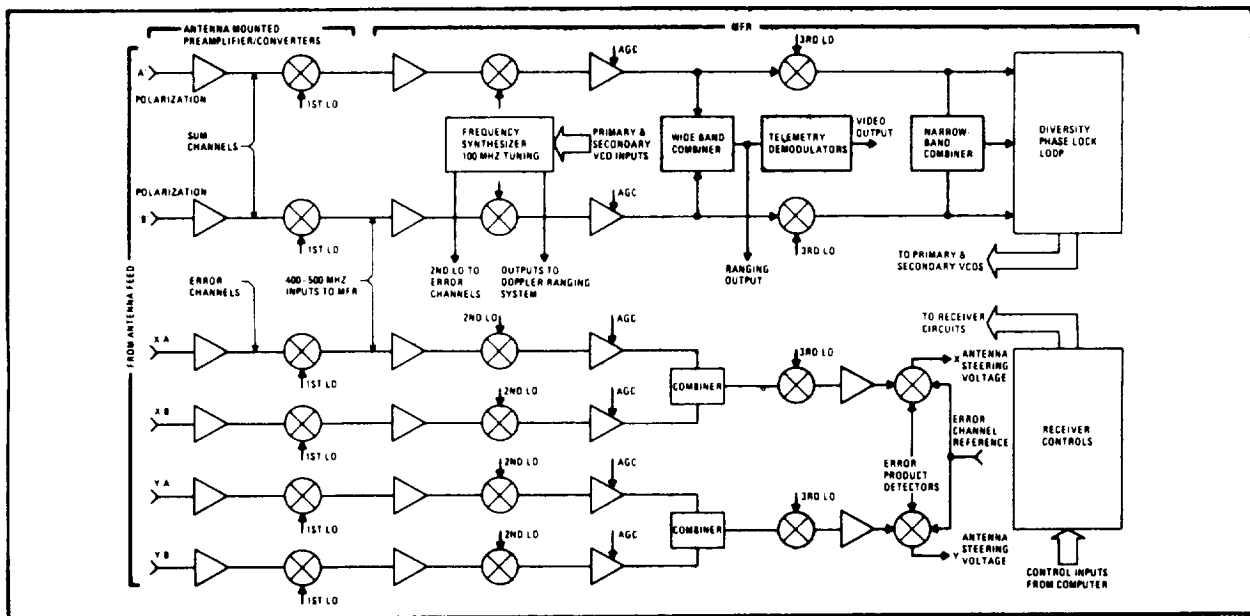 ANTENNA MOUNTED
PREAMPLIFIER/CONVERTERS
MFR
FROM ANTENNA FEED
A
POLARIZATION
1ST LO
AGC
3RD LO
SUM
CHANNELS
FREQUENCY
SYNTHESIZER
100 MHZ TUNING
PRIMARY &
SECONDARY
VCO INPUTS
WIDE BAND
COMBINER
TELEMETRY
DEMODULATORS
VIDEO
OUTPUT
NARROW-
BAND
COMBINER
DIVERSITY
PHASE LOCK
LOOP
POLARIZATION
B
1ST LO
AGC
3RD LO
ERROR
CHANNELS
400-500 MHZ
INPUTS TO MFR
2ND LO TO
ERROR
CHANNELS
OUTPUTS TO
DOPPLER RANGING
SYSTEM
RANGING
OUTPUT
TO PRIMARY &
SECONDARY VCOS
X A
1ST LO
2ND LO
AGC
COMBINER
3RD LO
X ANTENNA
STEERING
VOLTAGE
TO RECEIVER
CIRCUITS
X B
1ST LO
2ND LO
AGC
ERROR
CHANNEL
REFERENCE
RECEIVER
CONTROLS
Y A
1ST LO
2ND LO
AGC
COMBINER
3RD LO
ERROR
PRODUCT
DETECTORS
Y B
1ST LO
2ND LO
AGC
Y ANTENNA
STEERING
VOLTAGE
CONTROL INPUTS
FROM COMPUTER